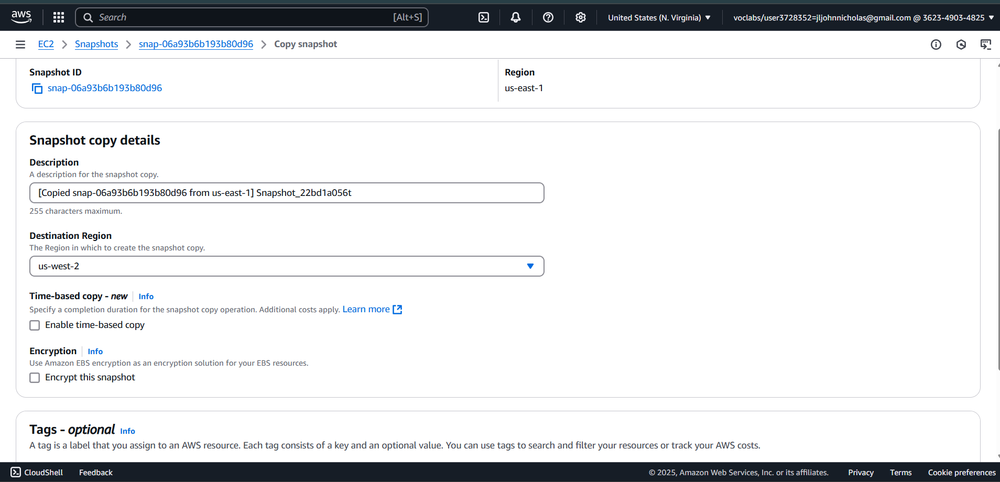 aws
Search [Alt+S]
United States (N. Virginia)
voclabs/user3728352=jljohnnicholas@gmail.com @ 3623-4903-4825
EC2 Snapshots snap-06a93b6b193b80d96 Copy snapshot
Snapshot ID
snap-06a93b6b193b80d96
Region
us-east-1
Snapshot copy details
Description
A description for the snapshot copy.
[Copied snap-06a93b6b193b80d96 from us-east-1] Snapshot_22bd1a056t
255 characters maximum.
Destination Region
The Region in which to create the snapshot copy.
us-west-2
Time-based copy - new Info
Specify a completion duration for the snapshot copy operation. Additional costs apply. Learn more
Enable time-based copy
Encryption Info
Use Amazon EBS encryption as an encryption solution for your EBS resources.
Encrypt this snapshot
Tags - optional Info
A tag is a label that you assign to an AWS resource. Each tag consists of a key and an optional value. You can use tags to search and filter your resources or track your AWS costs.
CloudShell Feedback © 2025, Amazon Web Services, Inc. or its affiliates. Privacy Terms Cookie preferences